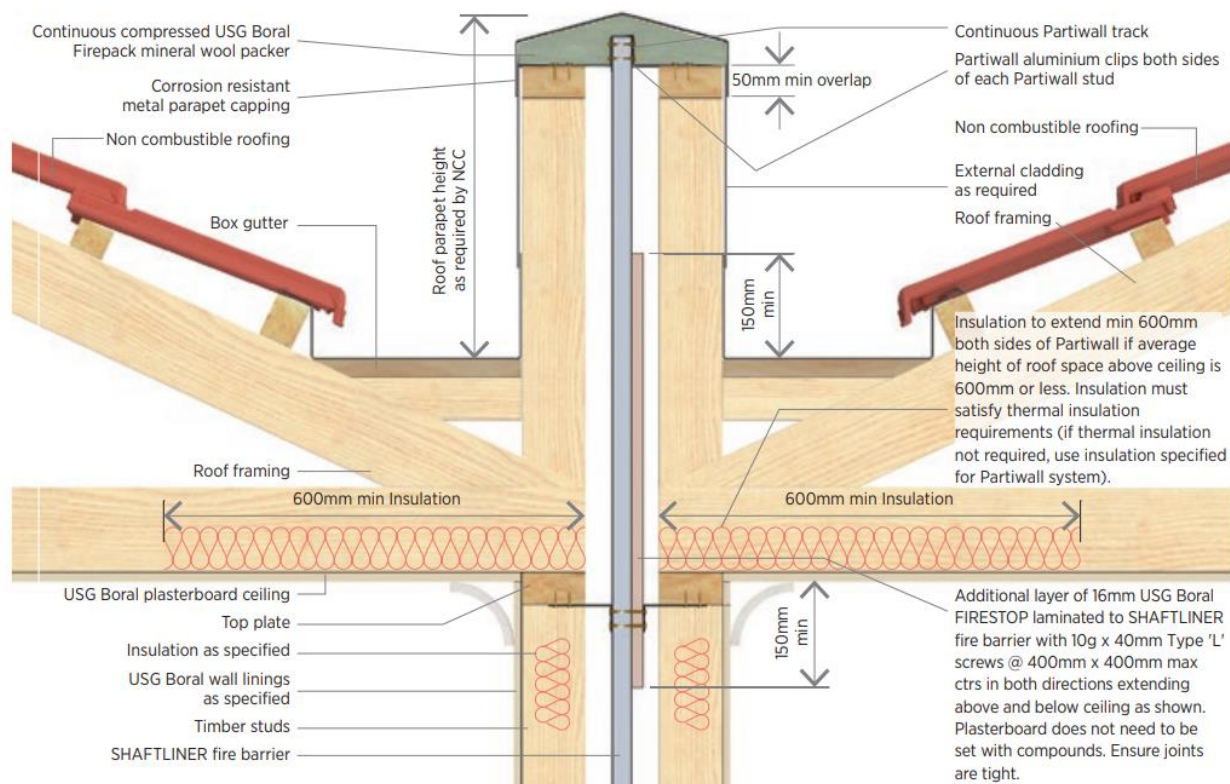 Continuous compressed USG Boral
Firepack mineral wool packer
Corrosion resistant
metal parapet capping
Non combustible roofing
Box gutter
Roof parapet height
as required by NCC
Continuous Partiwall track
50mm min overlap
Partiwall aluminium clips both sides
of each Partiwall stud
Non combustible roofing
External cladding
as required
Roof framing
150mm
min
Insulation to extend min 600mm
both sides of Partiwall if average
height of roof space above ceiling is
600mm or less. Insulation must
satisfy thermal insulation
requirements (if thermal insulation
not required, use insulation specified
for Partiwall system).
Roof framing
600mm min Insulation
600mm min Insulation
USG Boral plasterboard ceiling
Top plate
Insulation as specified
USG Boral wall linings
as specified
Timber studs
SHAFTLINER fire barrier
150mm
min
Additional layer of 16mm USG Boral
FIRESTOP laminated to SHAFTLINER
fire barrier with 10g x 40mm Type 'L'
screws @ 400mm x 400mm max
ctrs in both directions extending
above and below ceiling as shown.
Plasterboard does not need to be
set with compounds. Ensure joints
are tight.